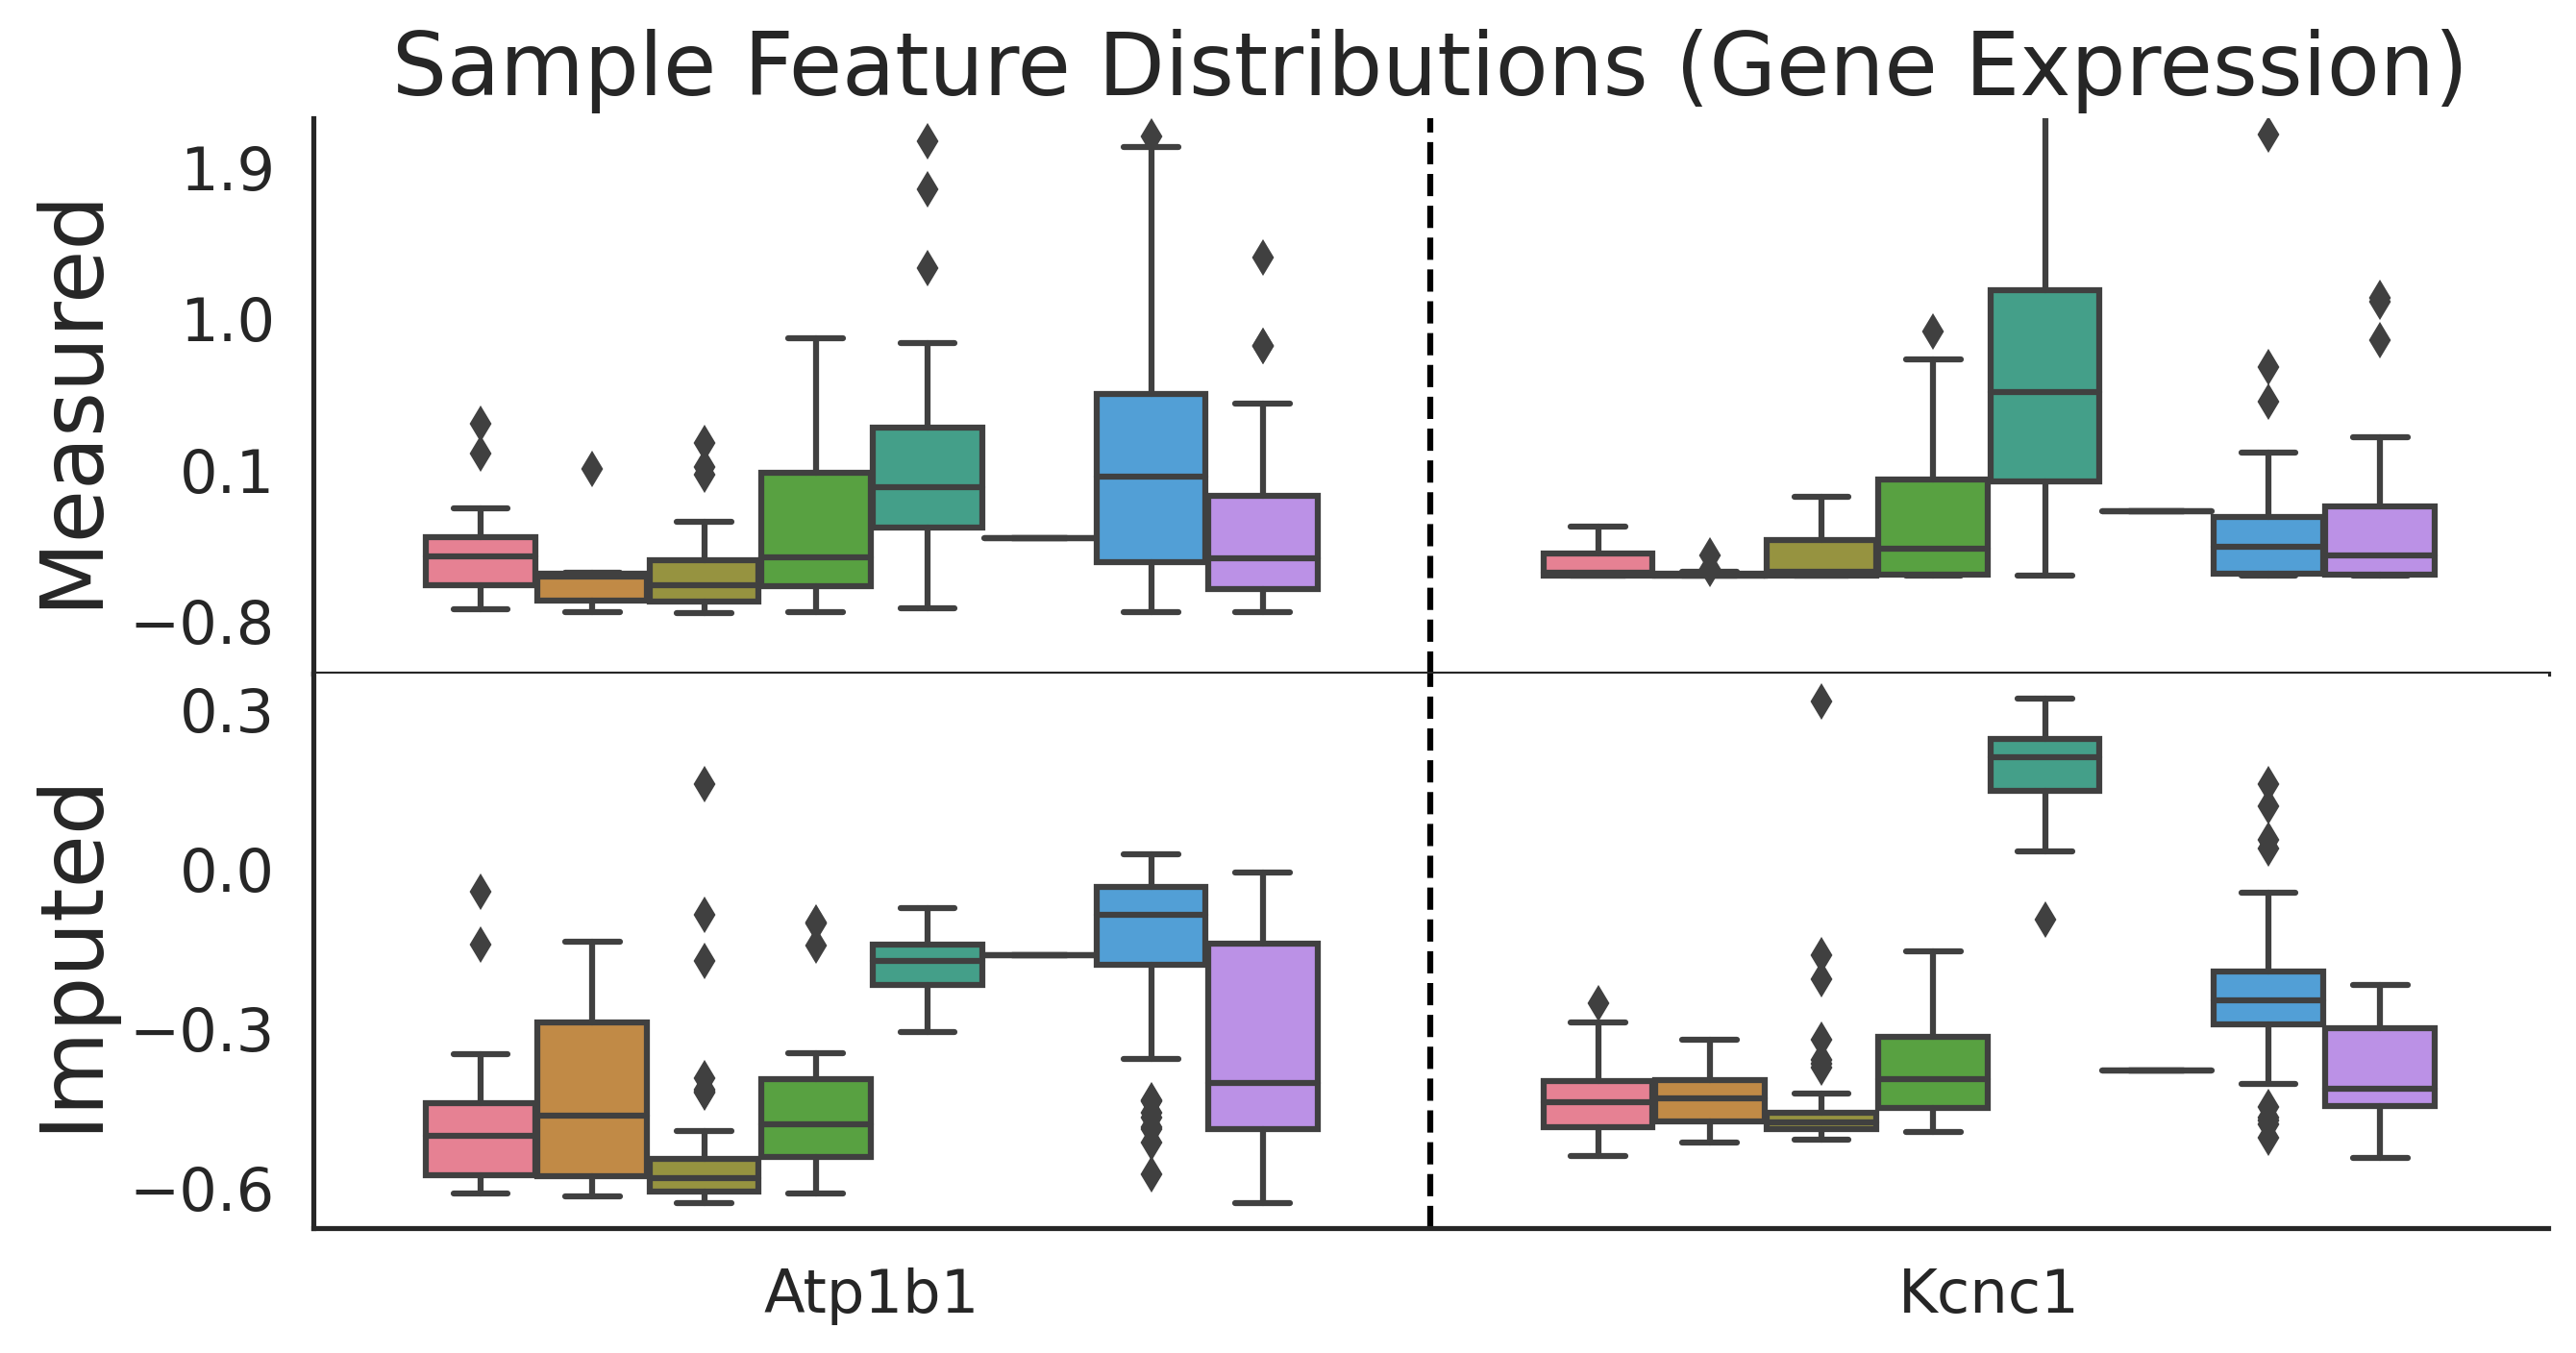 Sample Feature Distributions (Gene Expression)
Measured
1.9
1.0
0.1
−0.8
Imputed
0.3
0.0
−0.3
−0.6
Atp1b1
Kcnc1